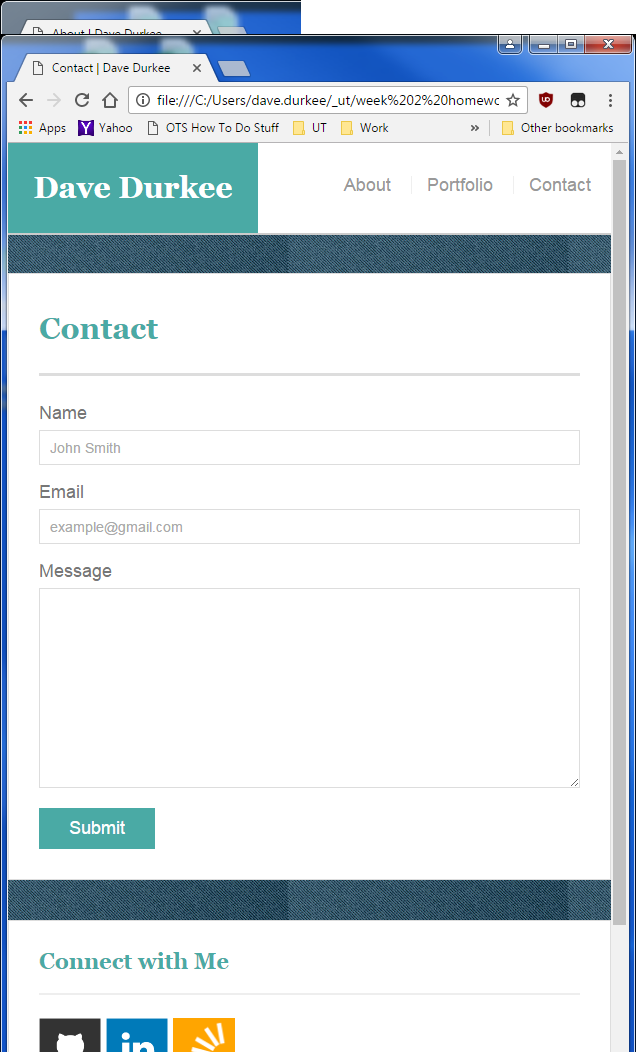 About | Dave Durkee
Contact | Dave Durkee
file:///C:/Users/dave.durkee/_ut/week%202%20homewo
Apps Yahoo OTS How To Do Stuff UT Work » Other bookmarks
Dave Durkee
About Portfolio Contact
Contact
Name
John Smith
Email
example@gmail.com
Message
Submit
Connect with Me
in